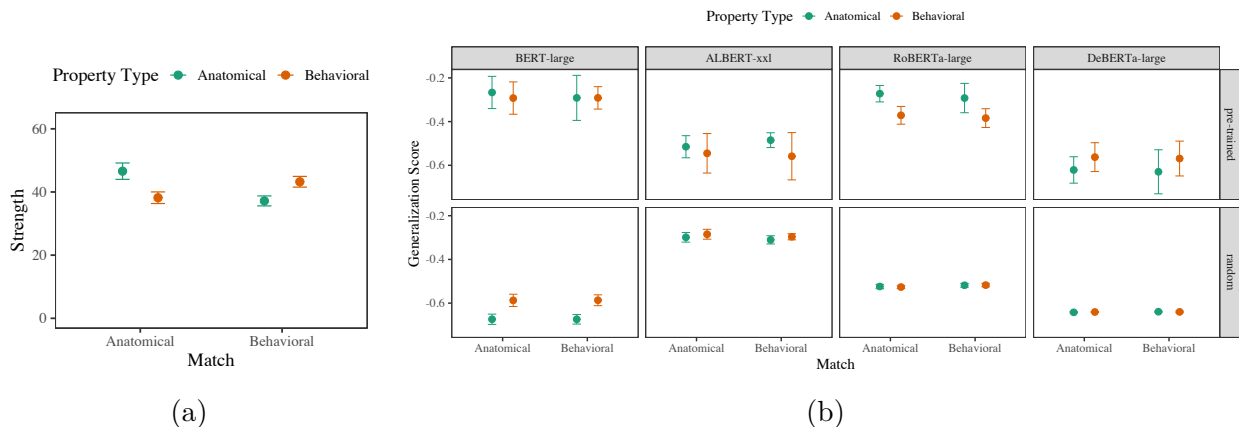 Property Type Anatomical Behavioral
60
40
20
0
Strength
Anatomical Behavioral
Match
(a)
Property Type Anatomical Behavioral
BERT-large ALBERT-xxl RoBERTa-large DeBERTa-large
-0.2
-0.4
-0.6
pre-trained
-0.2
-0.4
-0.6
random
Generalization Score
Anatomical Behavioral Anatomical Behavioral Anatomical Behavioral Anatomical Behavioral
Match
(b)